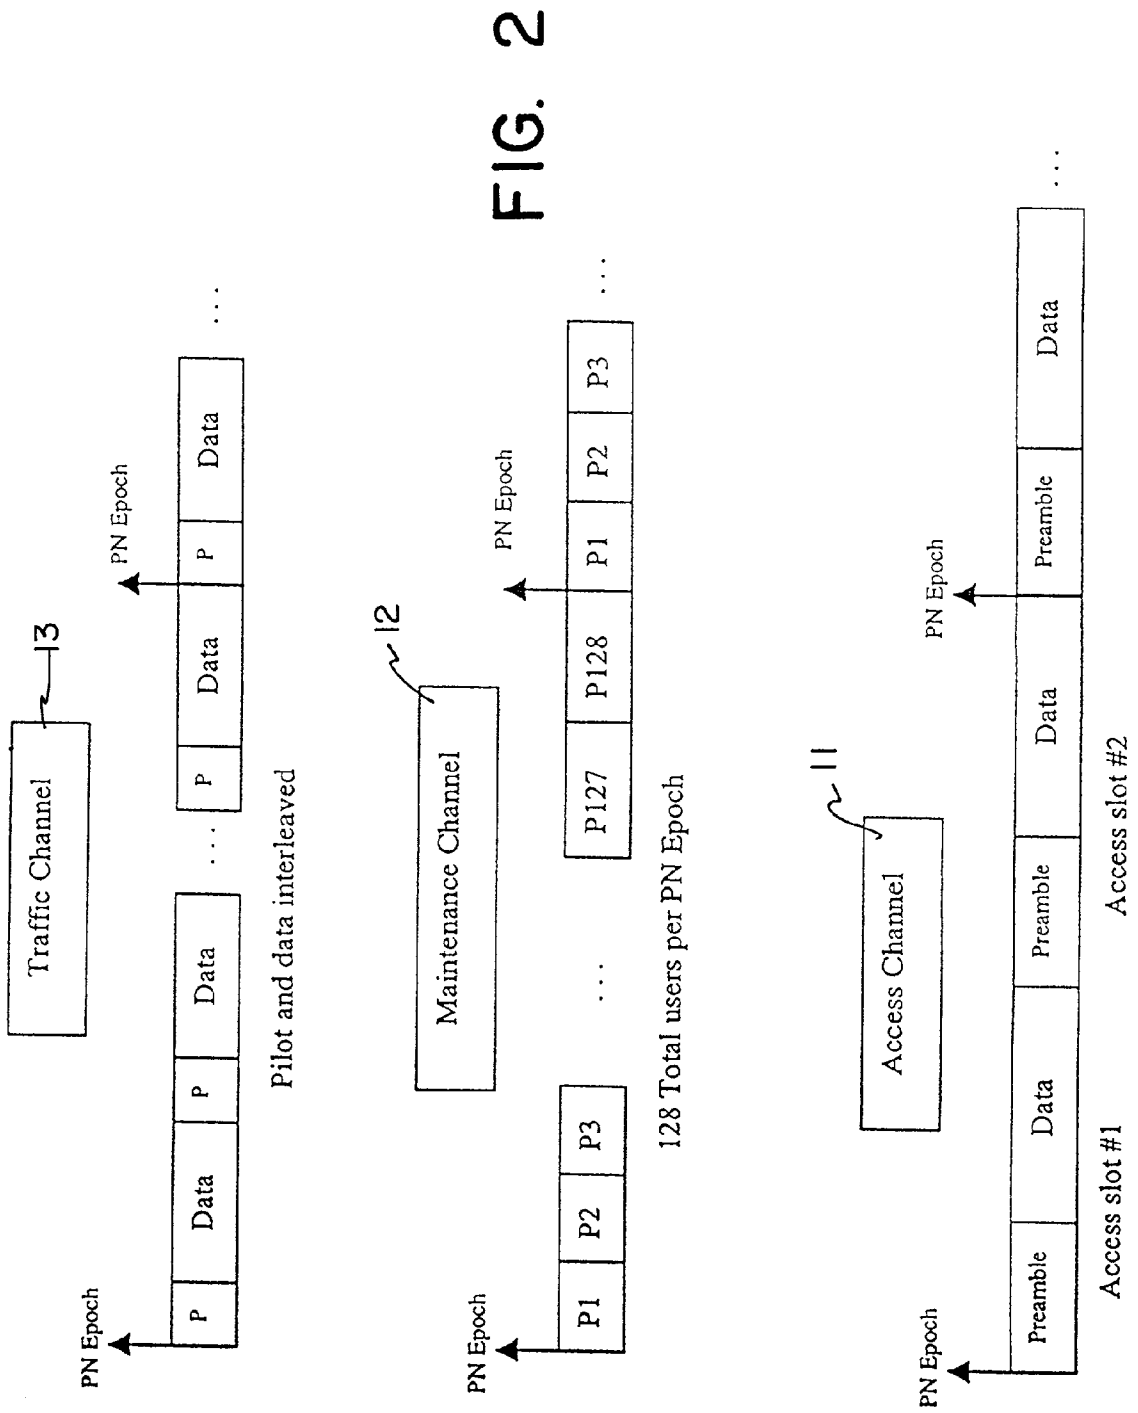 Traffic Channel
13
PN Epoch
PN Epoch
P Data P Data ... P Data P Data ...
Pilot and data interleaved
Maintenance Channel
12
PN Epoch
PN Epoch
P1 P2 P3 ... P127 P128 P1 P2 P3 ...
128 Total users per PN Epoch
FIG. 2
Access Channel
11
PN Epoch
PN Epoch
Preamble Data Preamble Data Preamble Data ...
Access slot #1
Access slot #2